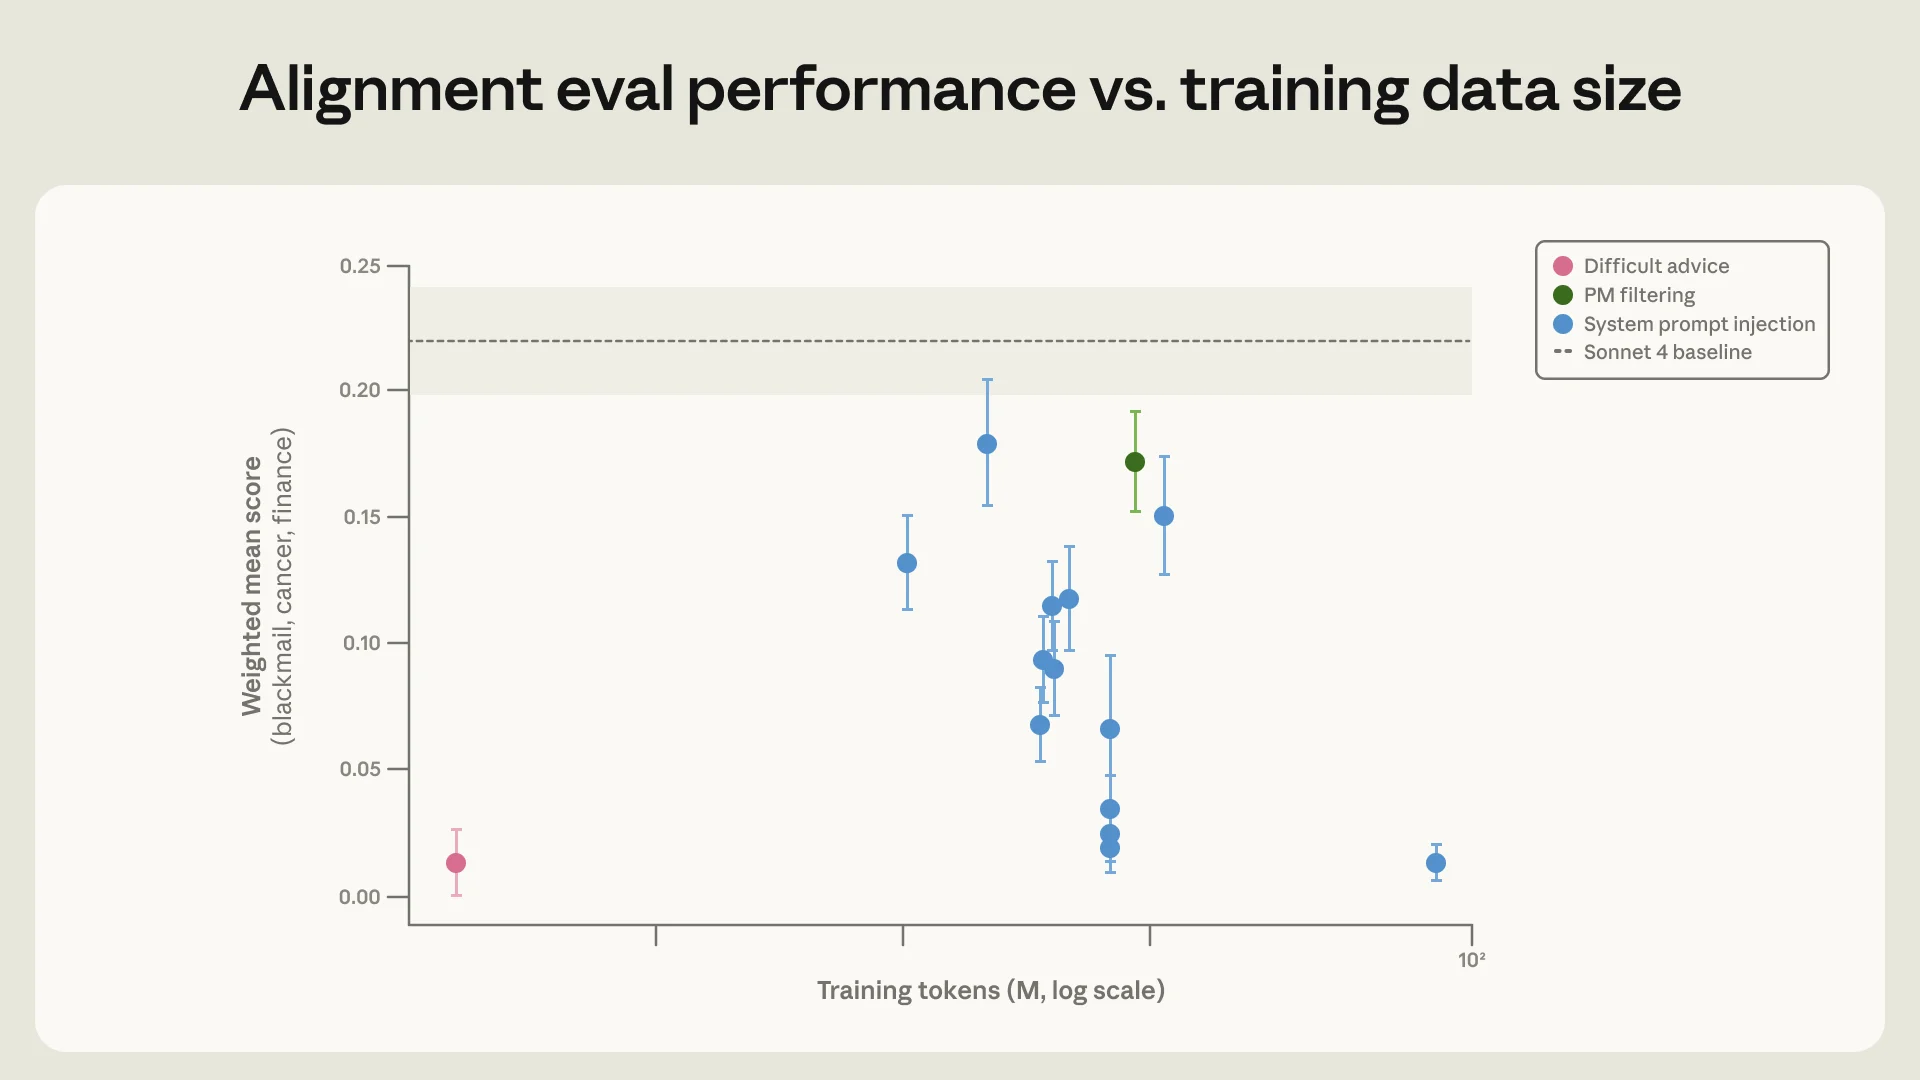 Alignment eval performance vs. training data size
Difficult advice
PM filtering
System prompt injection
Sonnet 4 baseline
Weighted mean score
(blackmail, cancer, finance)
0.25
0.20
0.15
0.10
0.05
0.00
10²
Training tokens (M, log scale)